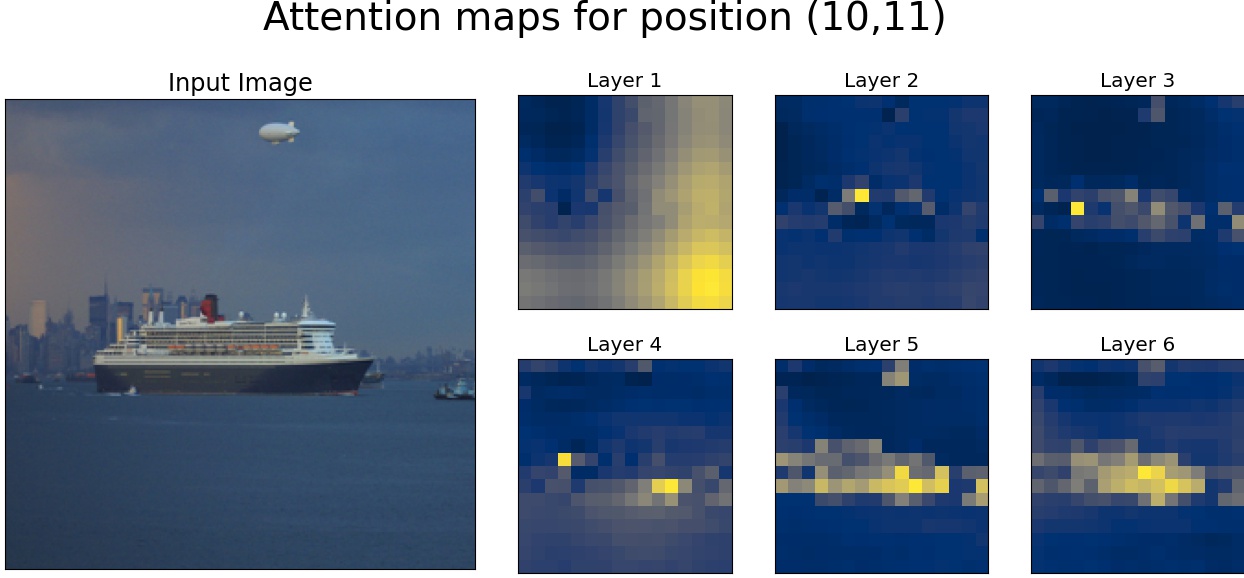 Attention maps for position (10,11)
Input Image
Layer 1
Layer 2
Layer 3
Layer 4
Layer 5
Layer 6